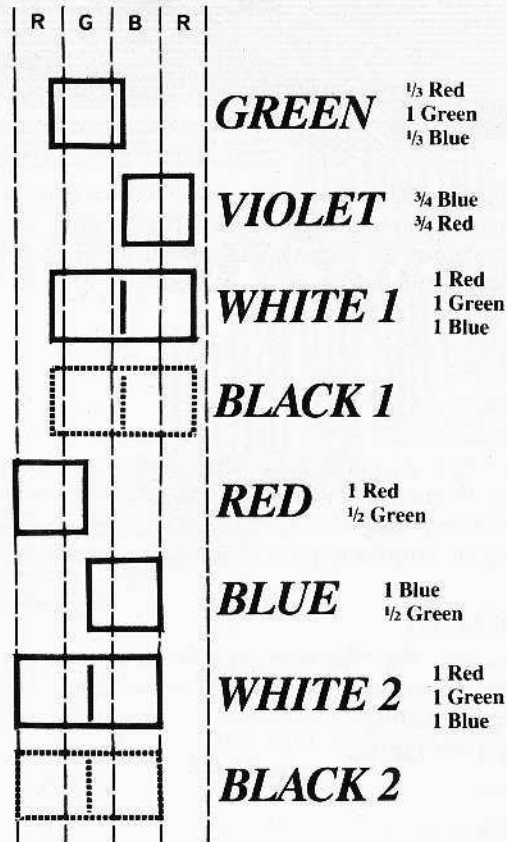 R G B R
GREEN
1/3 Red
1 Green
1/3 Blue
VIOLET
3/4 Blue
3/4 Red
WHITE 1
1 Red
1 Green
1 Blue
BLACK 1
RED
1 Red
1/2 Green
BLUE
1 Blue
1/2 Green
WHITE 2
1 Red
1 Green
1 Blue
BLACK 2